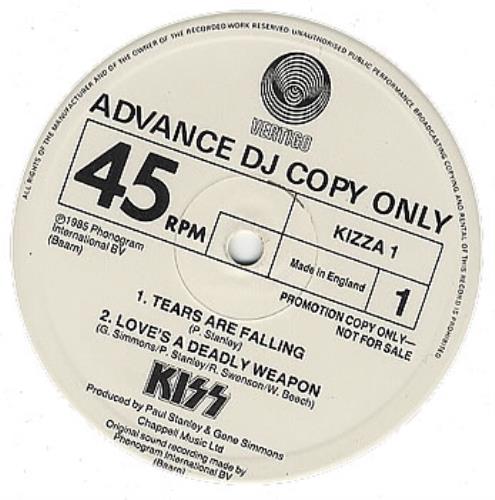 ALL RIGHTS OF THE MANUFACTURER AND OF THE OWNER OF THE RECORDED WORK RESERVED. UNAUTHORISED PUBLIC PERFORMANCE BROADCASTING COPYING AND RENTAL OF THIS RECORD IS PROHIBITED
VERTIGO
ADVANCE DJ COPY ONLY
45 RPM
KIZZA 1
Made in England
1
℗1985 Phonogram
International BV
(Baarn)
PROMOTION COPY ONLY—
NOT FOR SALE
1. TEARS ARE FALLING
(P. Stanley)
2. LOVE'S A DEADLY WEAPON
(G. Simmons/P. Stanley/R. Swenson/W. Beech)
KISS
Produced by Paul Stanley & Gene Simmons
Chappell Music Ltd
Original sound recording made by
Phonogram International BV
(Baarn)